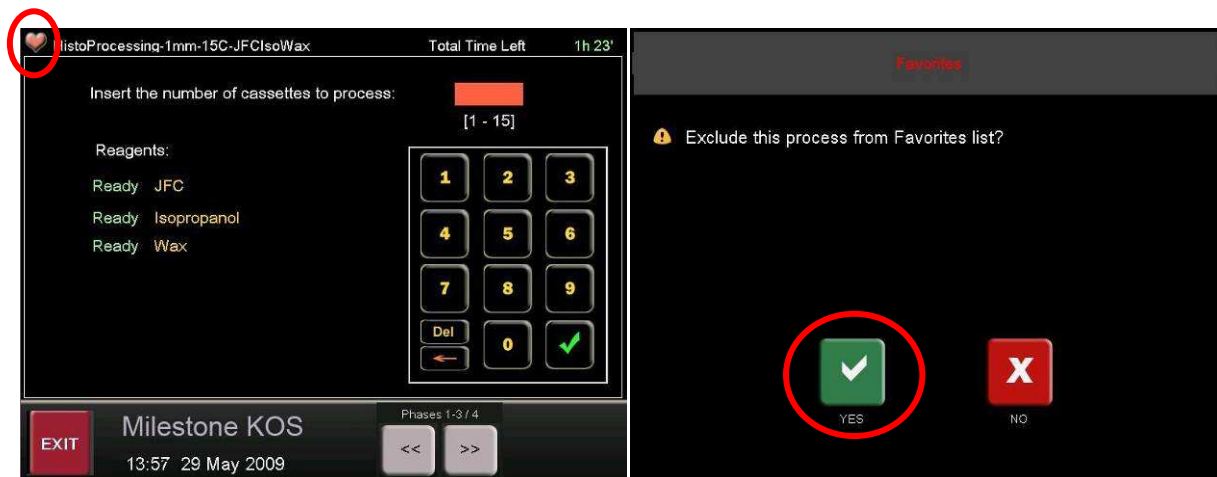 HistoProcessing-1mm-15C-JFCIsoWax Total Time Left 1h 23'
Insert the number of cassettes to process:
[1 - 15]
Reagents:
Ready JFC
Ready Isopropanol
Ready Wax
1 2 3
4 5 6
7 8 9
Del 0
EXIT
Milestone KOS
13:57 29 May 2009
Phases 1-3 / 4
<< >>
Favorites
Exclude this process from Favorites list?
YES NO